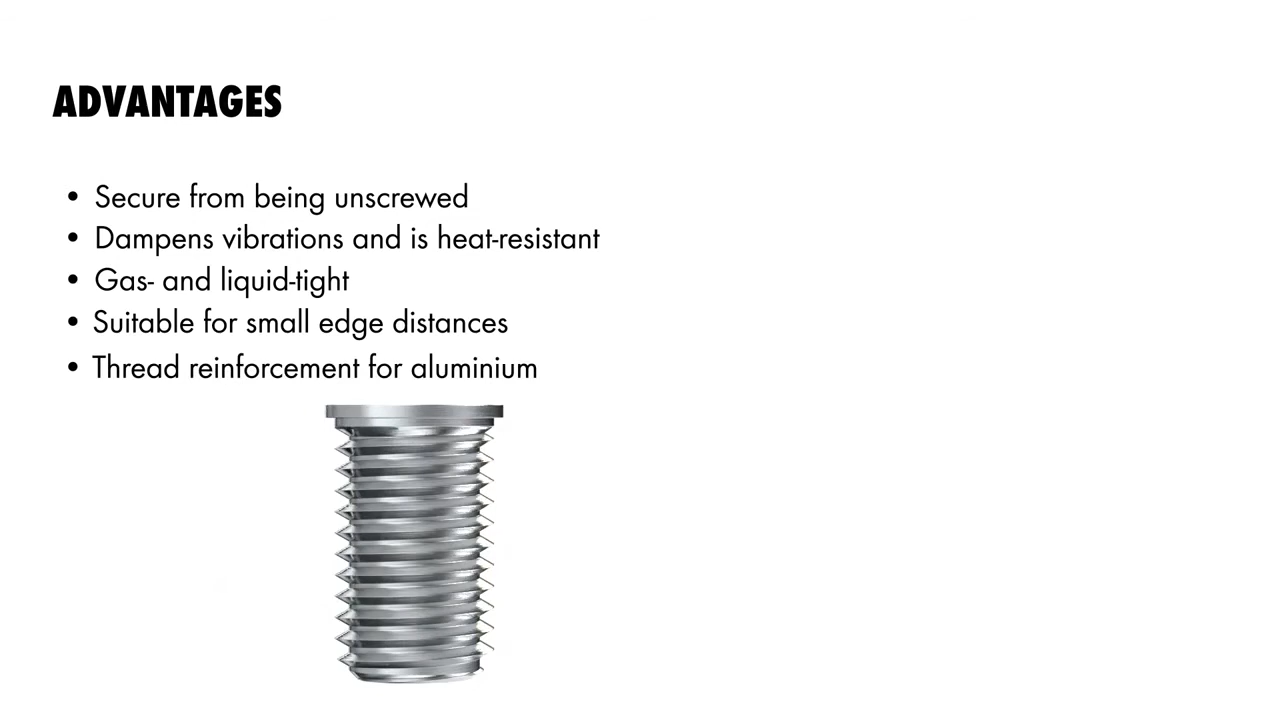 ADVANTAGES
• Secure from being unscrewed
• Dampens vibrations and is heat-resistant
• Gas- and liquid-tight
• Suitable for small edge distances
• Thread reinforcement for aluminium